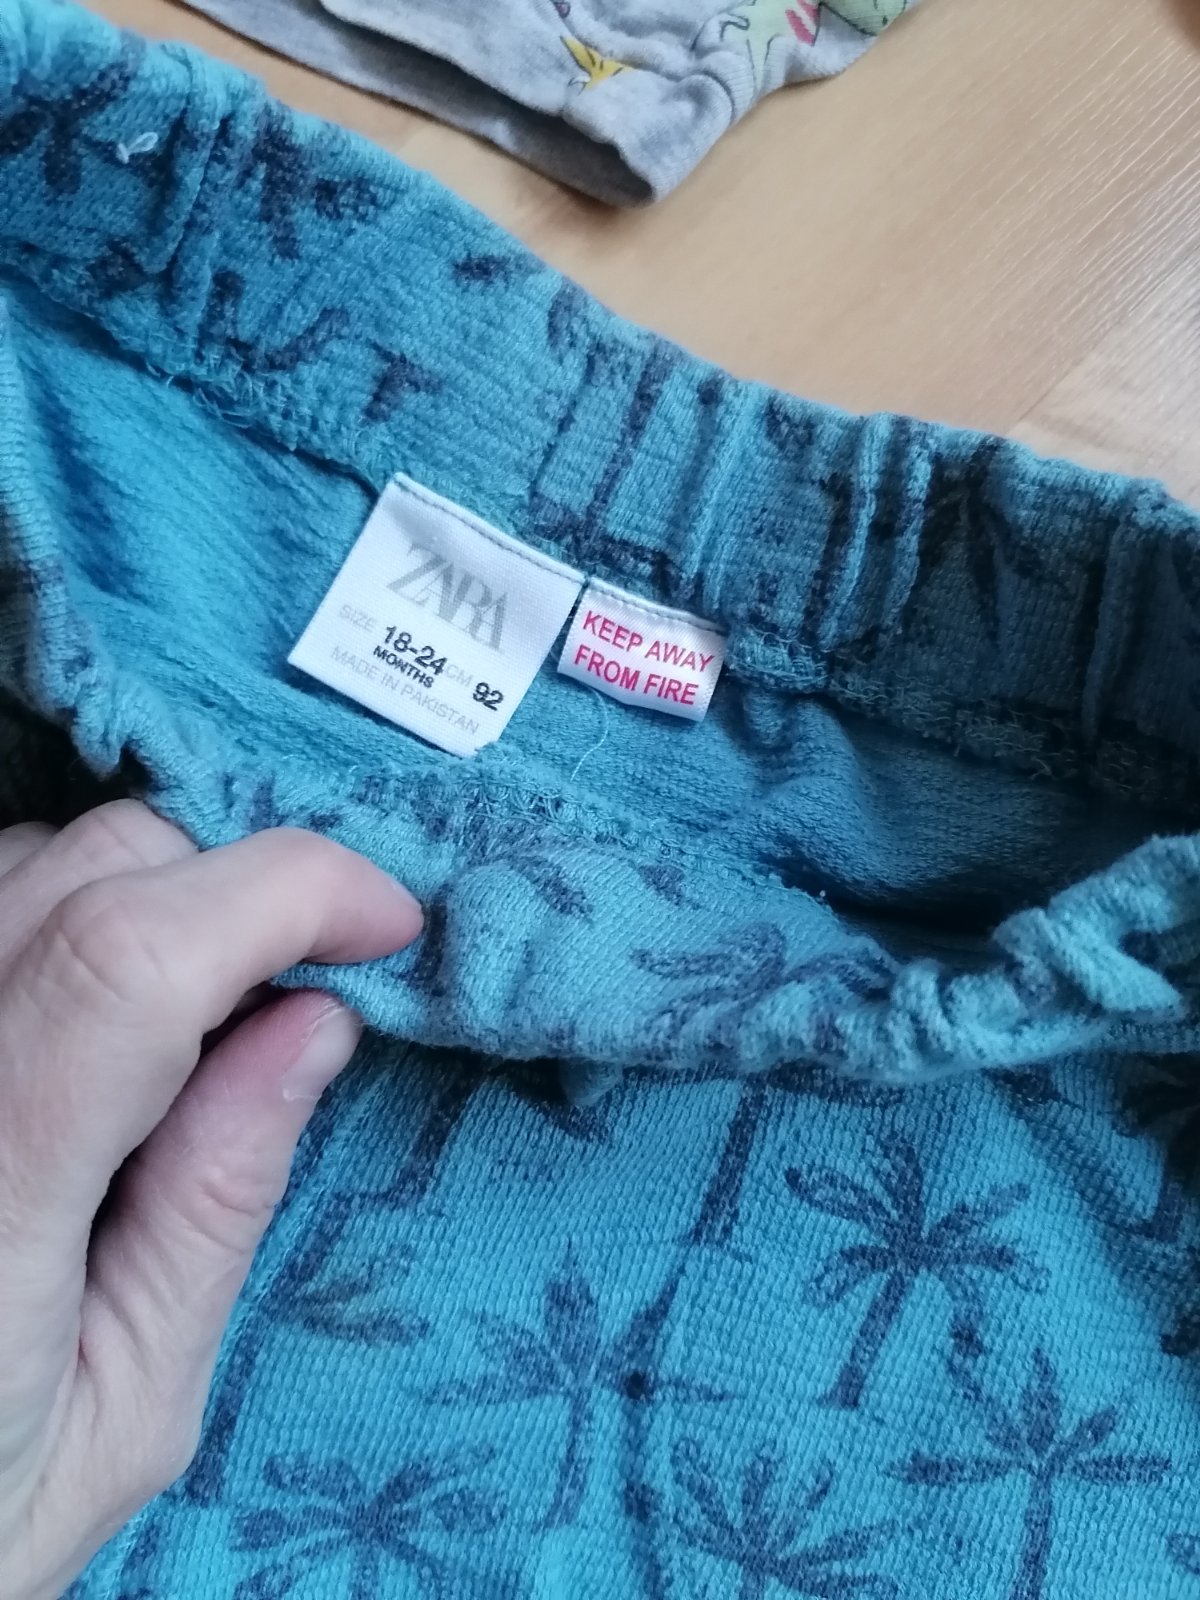 ZARA
SIZE 18-24 CM 92
MONTHS
MADE IN PAKISTAN
KEEP AWAY
FROM FIRE